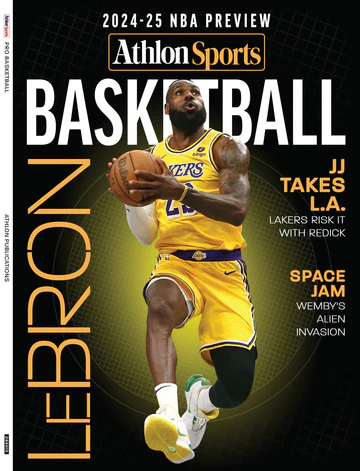 2024-25 NBA PREVIEW
Athlon Sports
BASKETBALL
LEBRON
JJ
TAKES
L.A.
LAKERS RISK IT
WITH REDICK
SPACE
JAM
WEMBY'S
ALIEN
INVASION
PRO BASKETBALL
ATHLON PUBLICATIONS